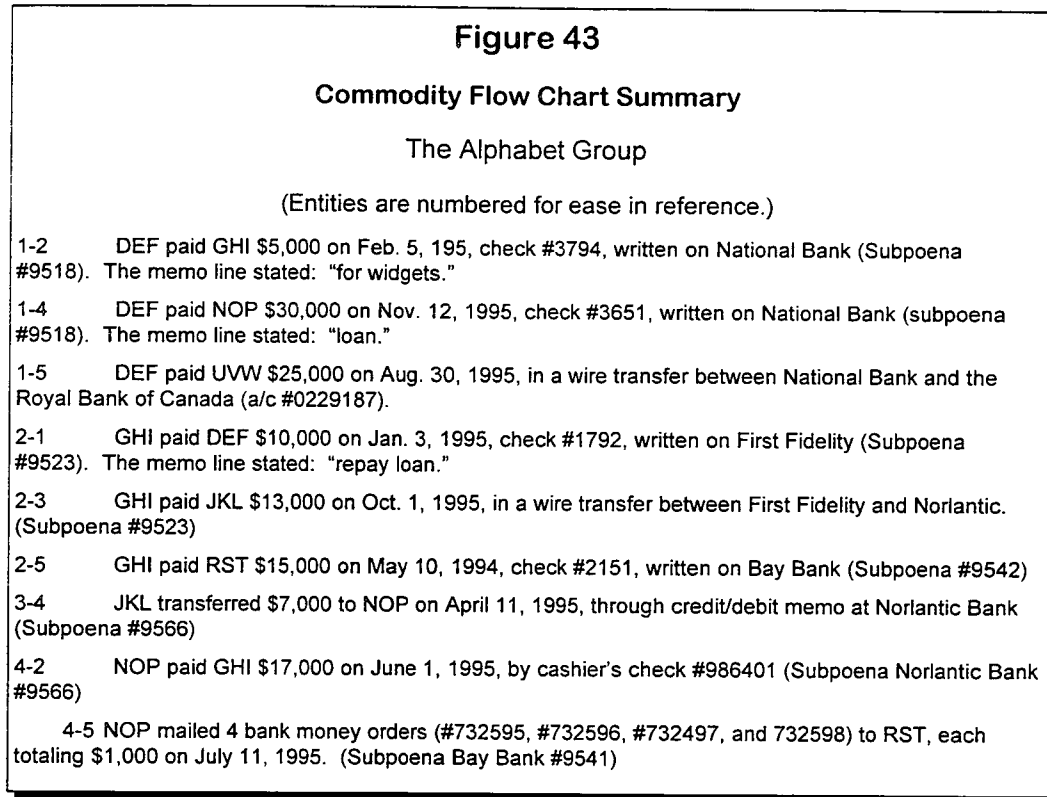 Figure 43
Commodity Flow Chart Summary
The Alphabet Group
(Entities are numbered for ease in reference.)
1-2 DEF paid GHI $5,000 on Feb. 5, 195, check #3794, written on National Bank (Subpoena
#9518). The memo line stated: "for widgets."
1-4 DEF paid NOP $30,000 on Nov. 12, 1995, check #3651, written on National Bank (subpoena
#9518). The memo line stated: "loan."
1-5 DEF paid UVW $25,000 on Aug. 30, 1995, in a wire transfer between National Bank and the
Royal Bank of Canada (a/c #0229187).
2-1 GHI paid DEF $10,000 on Jan. 3, 1995, check #1792, written on First Fidelity (Subpoena
#9523). The memo line stated: "repay loan."
2-3 GHI paid JKL $13,000 on Oct. 1, 1995, in a wire transfer between First Fidelity and Norlantic.
(Subpoena #9523)
2-5 GHI paid RST $15,000 on May 10, 1994, check #2151, written on Bay Bank (Subpoena #9542)
3-4 JKL transferred $7,000 to NOP on April 11, 1995, through credit/debit memo at Norlantic Bank
(Subpoena #9566)
4-2 NOP paid GHI $17,000 on June 1, 1995, by cashier's check #986401 (Subpoena Norlantic Bank
#9566)
4-5 NOP mailed 4 bank money orders (#732595, #732596, #732497, and 732598) to RST, each
totaling $1,000 on July 11, 1995. (Subpoena Bay Bank #9541)